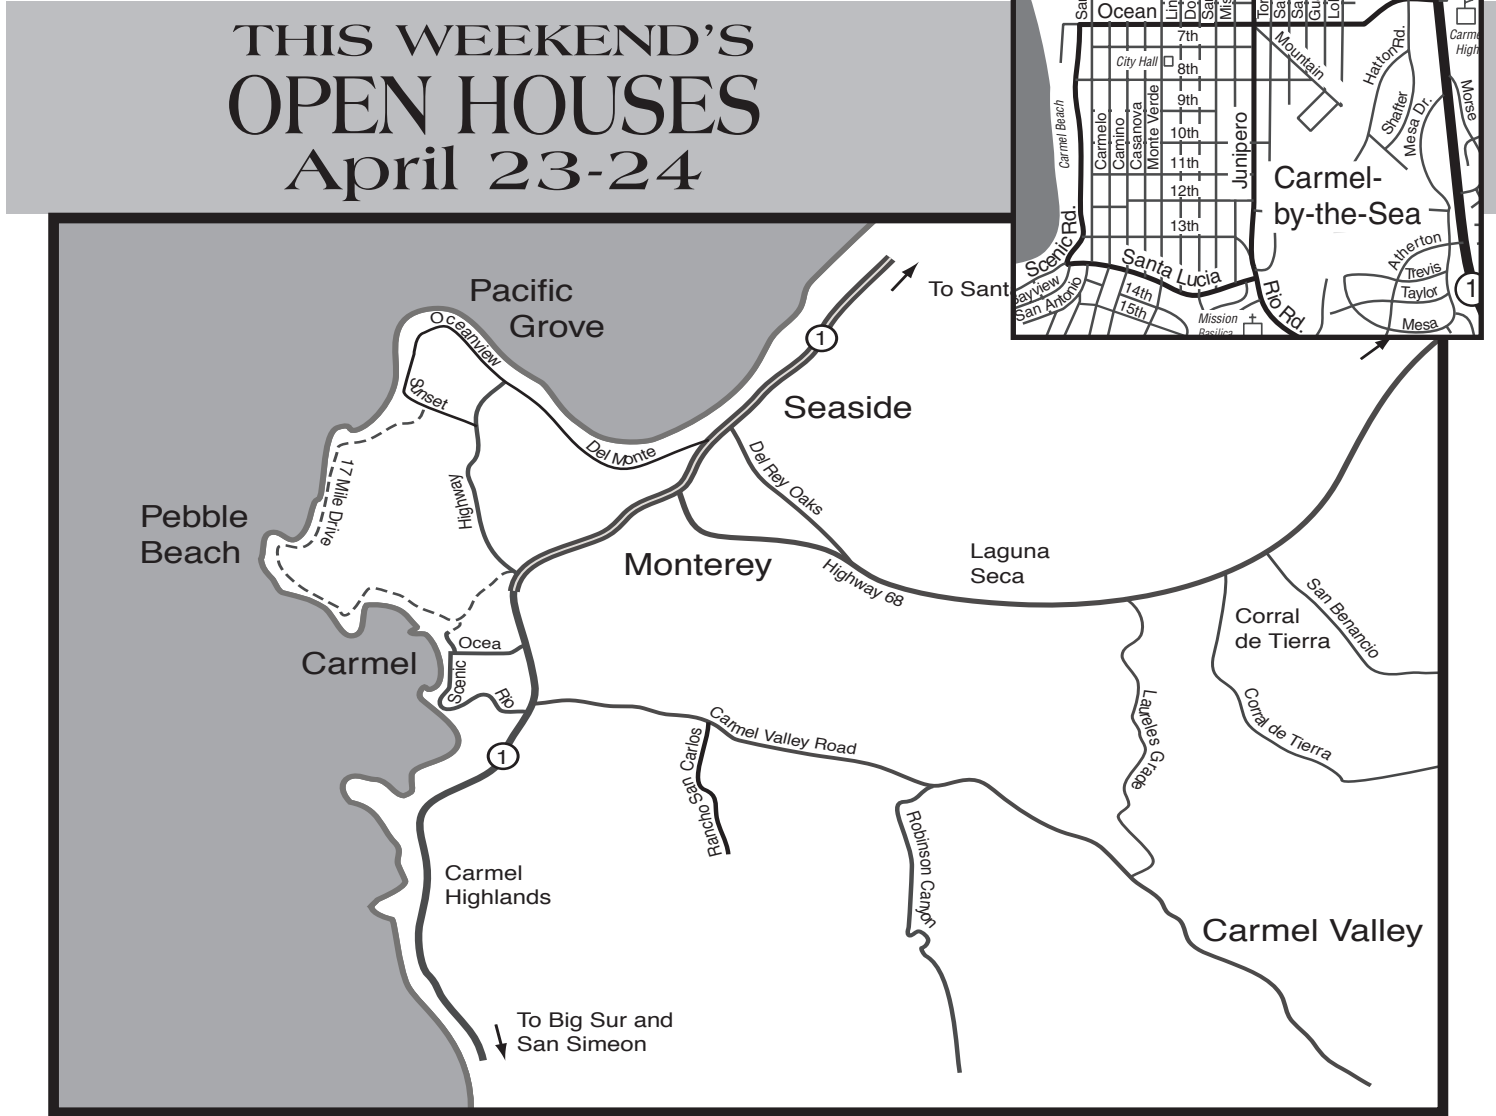 THIS WEEKEND'S
OPEN HOUSES
April 23-24
Ocean
7th
City Hall
8th
9th
10th
11th
12th
13th
Carmel Beach
Carmelo
Camino
Casanova
Monte Verde
Junipero
Mountain
Hatton Rd.
Shafter
Mesa Dr.
Morse
Carmel-
by-the-Sea
Scenic Rd.
Santa Lucia
San Antonio
14th
15th
Mission
Basilica
Rio Rd.
Atherton
Trevis
Taylor
Mesa
1
Pacific
Grove
Oceanview
Sunset
To Sant
1
Seaside
Del Monte
Del Rey Oaks
17 Mile Drive
Highway
Pebble
Beach
Monterey
Highway 68
Laguna
Seca
Corral
de Tierra
San Benancio
Carmel
Ocea
Scenic
Rio
Laureles Grade
Corral de Tierra
Carmel Valley Road
1
Rancho San Carlos
Robinson Canyon
Carmel
Highlands
Carmel Valley
To Big Sur and
San Simeon